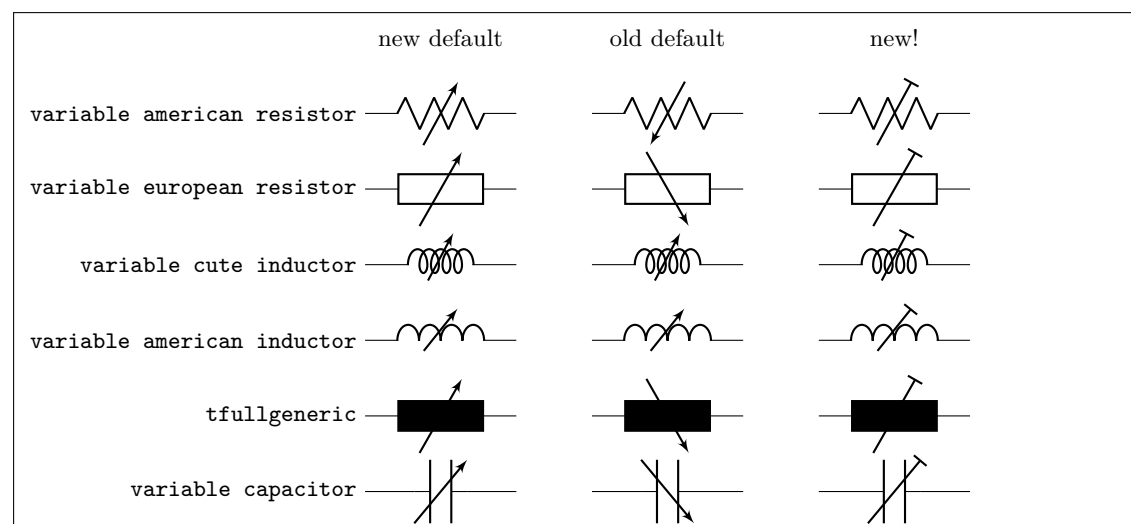 new default old default new!
variable american resistor
variable european resistor
variable cute inductor
variable american inductor
tfullgeneric
variable capacitor